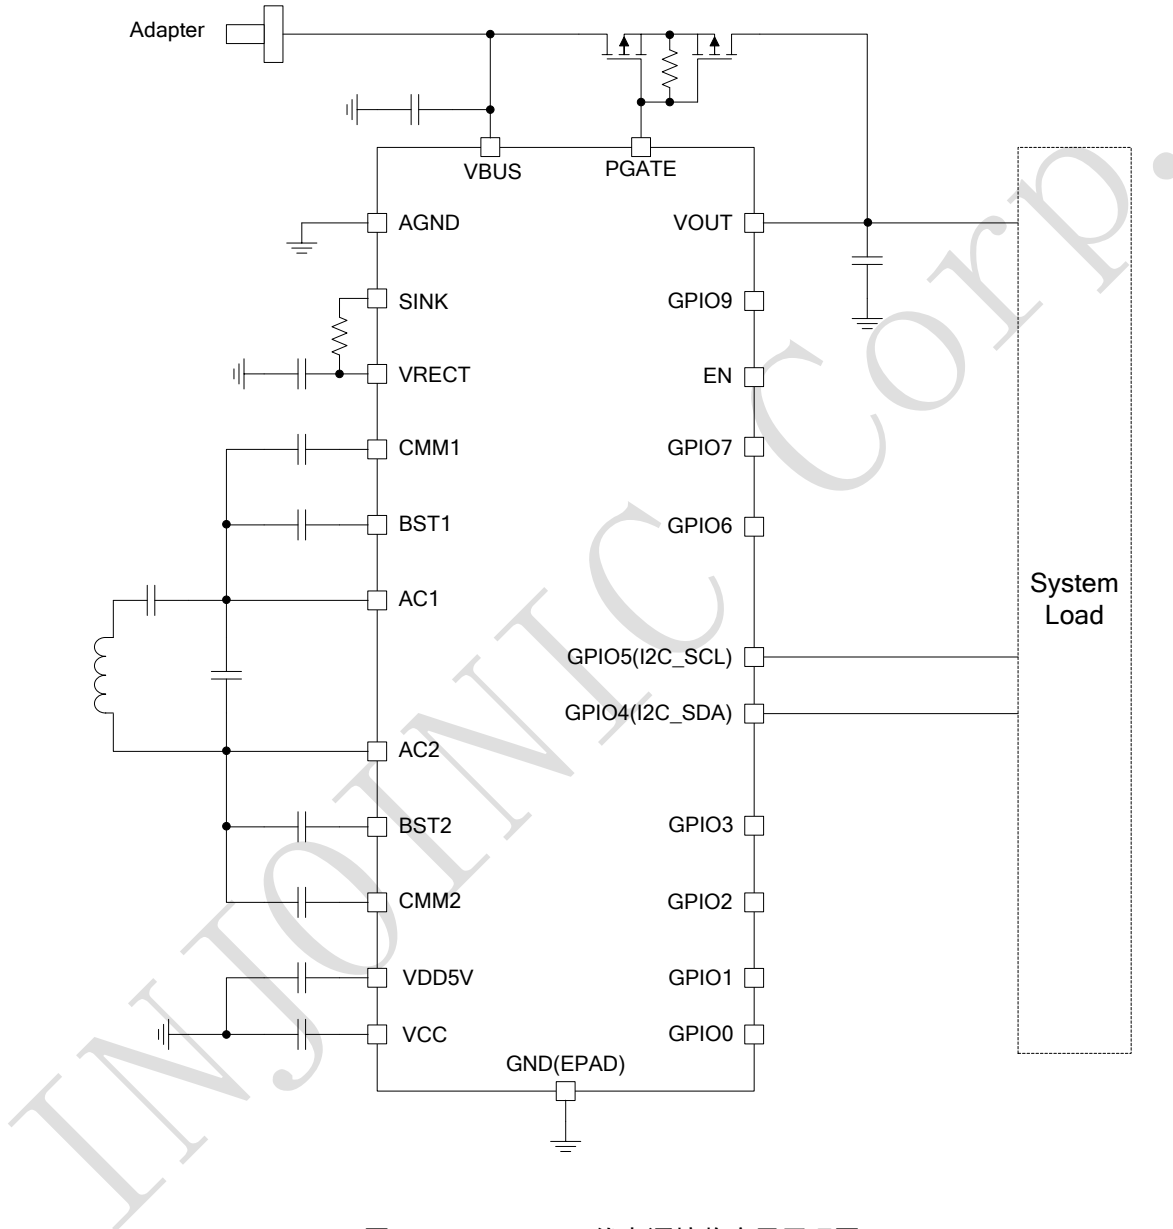 Adapter
VBUS
PGATE
AGND
VOUT
SINK
GPIO9
VRECT
EN
CMM1
GPIO7
BST1
GPIO6
System
Load
AC1
GPIO5(I2C_SCL)
GPIO4(I2C_SDA)
AC2
BST2
GPIO3
CMM2
GPIO2
VDD5V
GPIO1
VCC
GPIO0
GND(EPAD)
INJOINIC Corp.